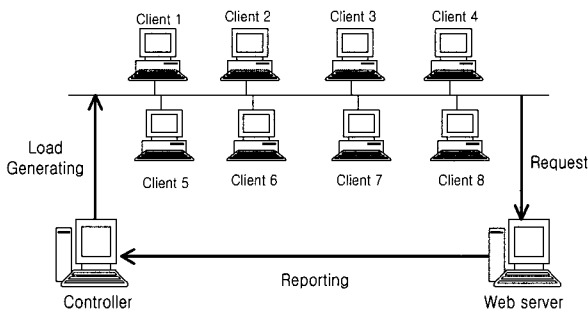 Client 1
Client 2
Client 3
Client 4
Load
Generating
Client 5
Client 6
Client 7
Client 8
Request
Reporting
Controller
Web server